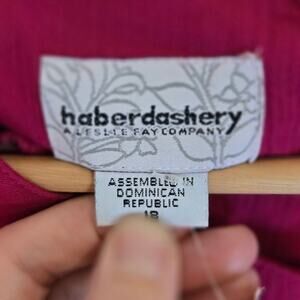 haberdashery
A LESLIE FAY COMPANY
ASSEMBLED IN
DOMINICAN
REPUBLIC
18